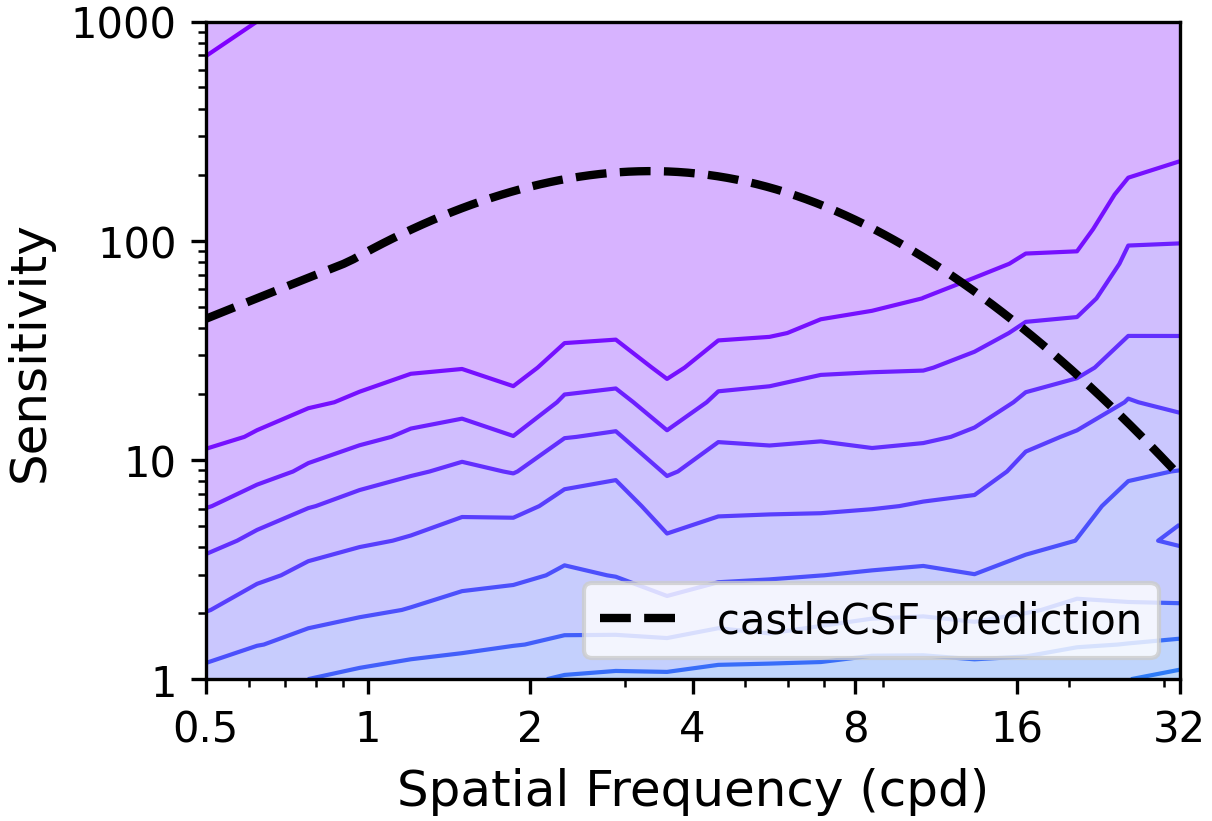 1000
100
10
1
Sensitivity
castleCSF prediction
0.5 1 2 4 8 16 32
Spatial Frequency (cpd)